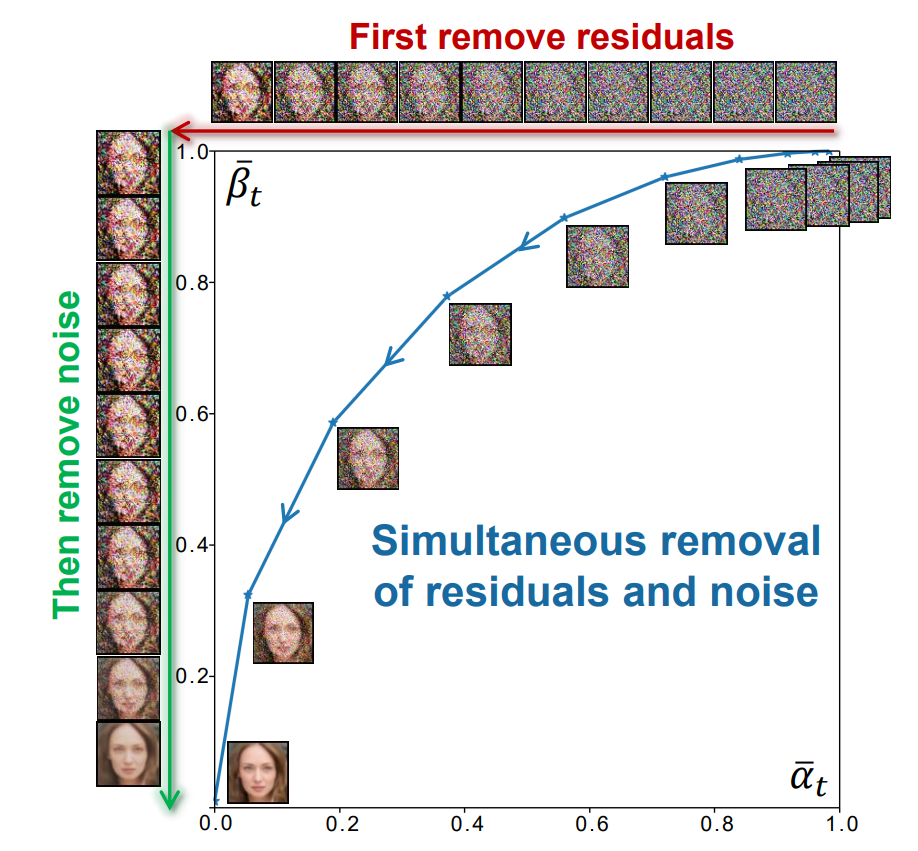 First remove residuals
Then remove noise
1.0
β̄ₜ
0.8
0.6
0.4
0.2
Simultaneous removal
of residuals and noise
ᾱₜ
0.0
0.2
0.4
0.6
0.8
1.0